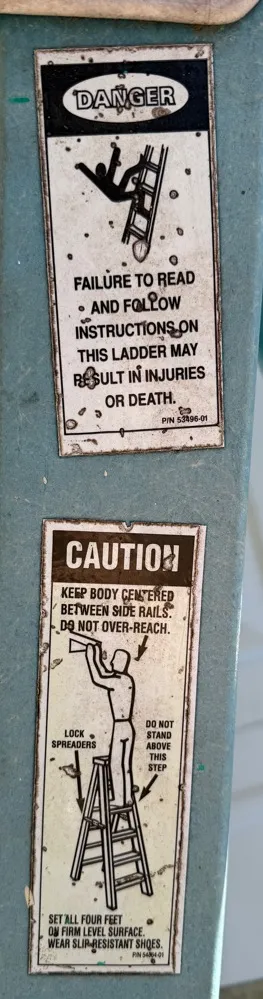 DANGER
FAILURE TO READ
AND FOLLOW
INSTRUCTIONS ON
THIS LADDER MAY
RESULT IN INJURIES
OR DEATH.
P/N 53496-01
CAUTION
KEEP BODY CENTERED
BETWEEN SIDE RAILS.
DO NOT OVER-REACH.
LOCK
SPREADERS
DO NOT
STAND
ABOVE
THIS
STEP
SET ALL FOUR FEET
ON FIRM LEVEL SURFACE.
WEAR SLIP-RESISTANT SHOES.
P/N